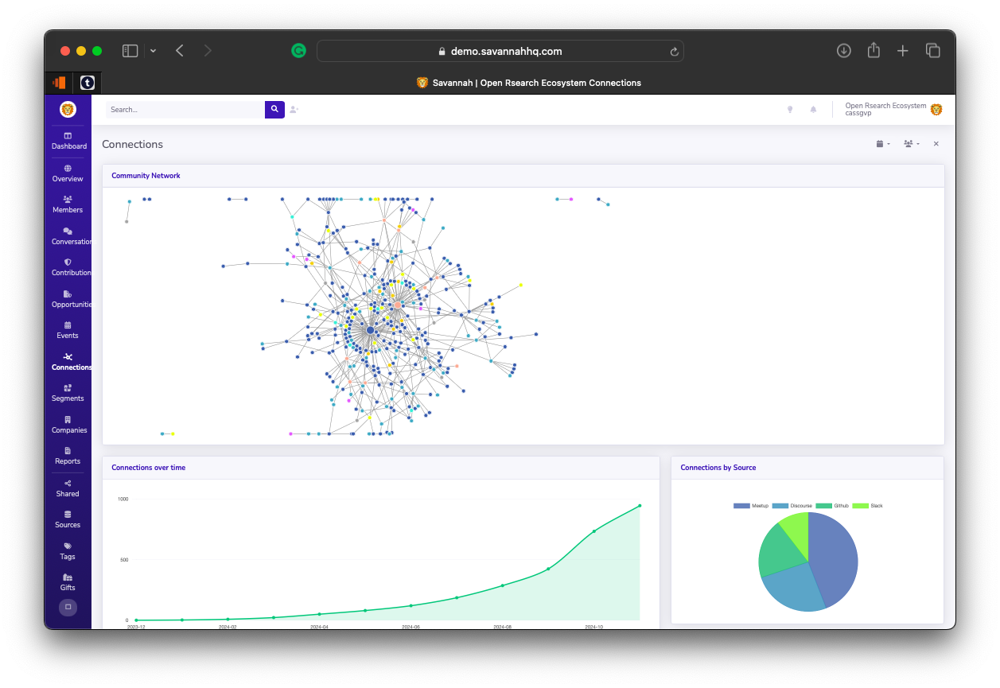 demo.savannahhq.com
t
Savannah | Open Rsearch Ecosystem Connections
Search...
Open Rsearch Ecosystem
cassgvp
Dashboard
Overview
Members
Conversation
Contribution
Opportunitie
Events
Connections
Segments
Companies
Reports
Shared
Sources
Tags
Gifts
Connections
Community Network
Connections over time
1000
500
0
2023-12 2024-02 2024-04 2024-06 2024-08 2024-10
Connections by Source
Meetup Discourse Github Slack